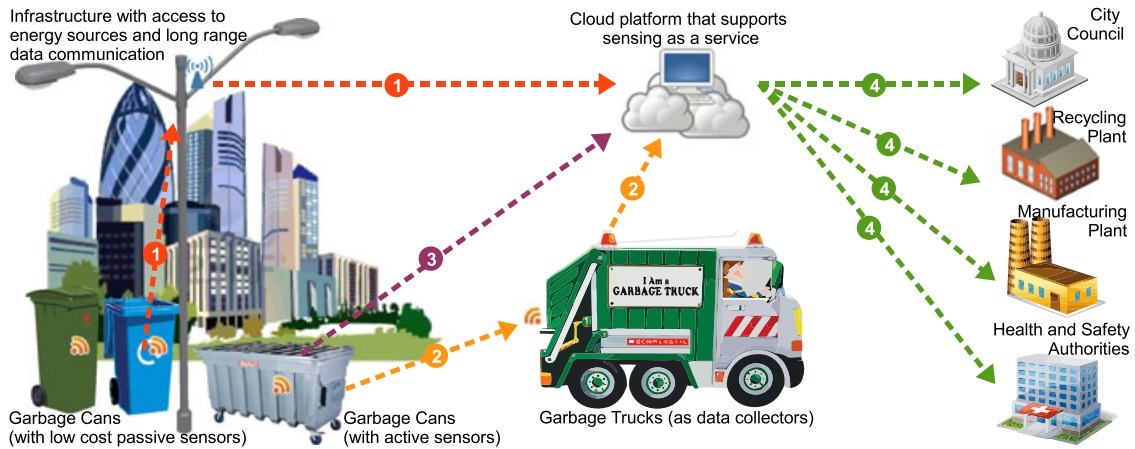 Infrastructure with access to
energy sources and long range
data communication
Cloud platform that supports
sensing as a service
City
Council
1
4
Recycling
Plant
4
3
2
4
1
4
Manufacturing
Plant
I Am a
GARBAGE TRUCK
2
Health and Safety
Authorities
Garbage Cans
(with low cost passive sensors)
Garbage Cans
(with active sensors)
Garbage Trucks (as data collectors)